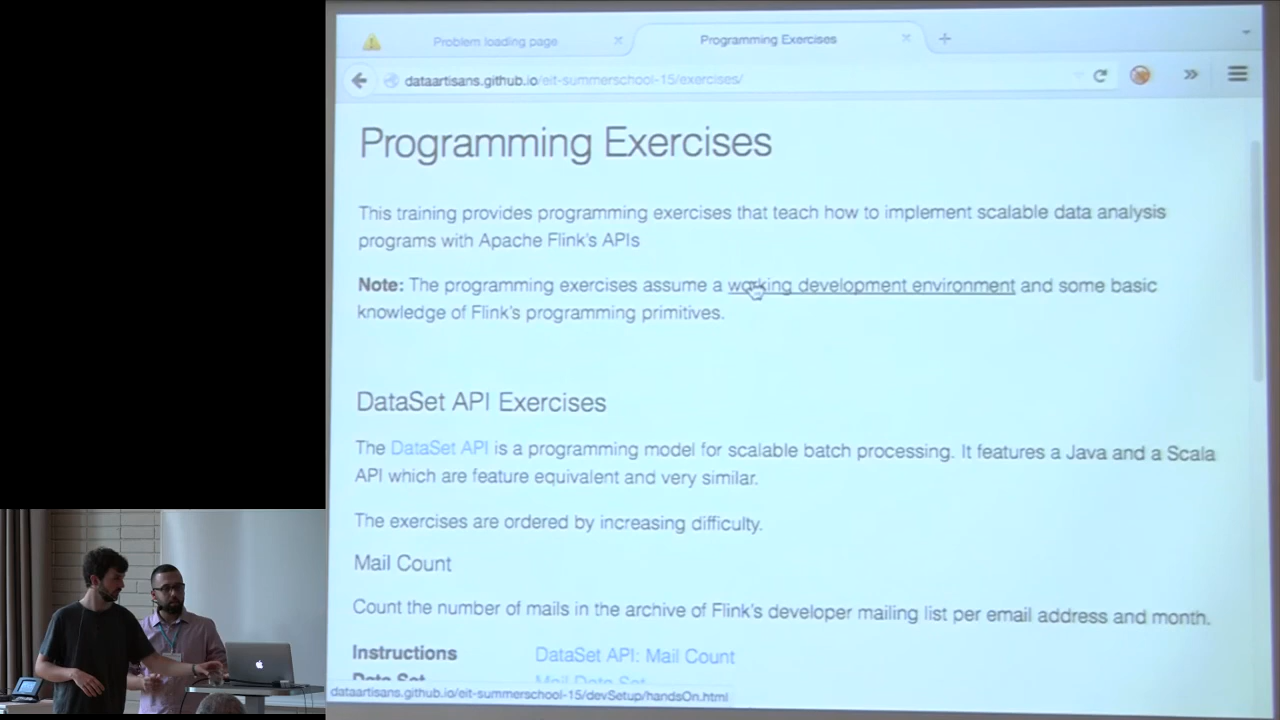 Problem loading page
Programming Exercises
dataartisans.github.io/eit-summerschool-15/exercises/
Programming Exercises
This training provides programming exercises that teach how to implement scalable data analysis
programs with Apache Flink's APIs
Note: The programming exercises assume a working development environment and some basic
knowledge of Flink's programming primitives.
DataSet API Exercises
The DataSet API is a programming model for scalable batch processing. It features a Java and a Scala
API which are feature equivalent and very similar.
The exercises are ordered by increasing difficulty.
Mail Count
Count the number of mails in the archive of Flink's developer mailing list per email address and month.
Instructions DataSet API: Mail Count
Data Set Mail Data Set
dataartisans.github.io/eit-summerschool-15/devSetup/handsOn.html